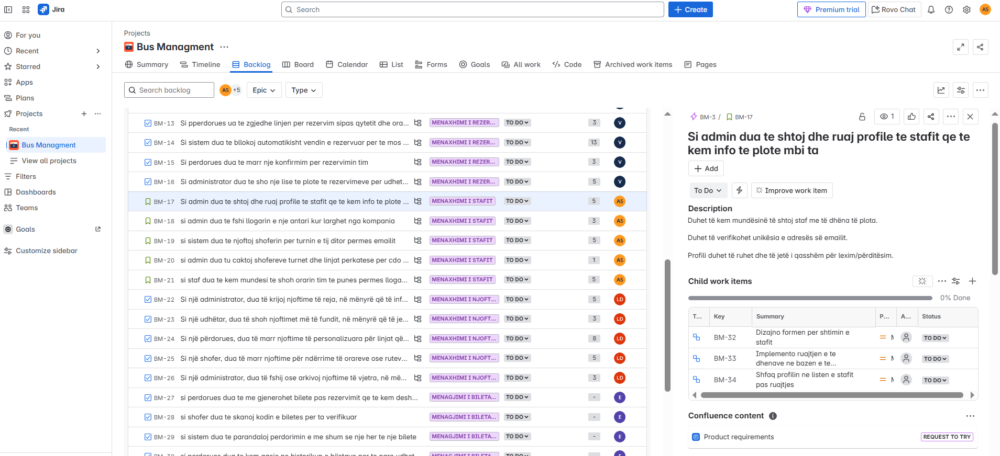 Jira
Search
Create
Premium trial
Rovo Chat
AS
For you
Recent
Starred
Apps
Plans
Projects
Recent
Bus Managment
View all projects
Filters
Dashboards
Teams
Goals
Customize sidebar
Projects
Bus Managment
Summary
Timeline
Backlog
Board
Calendar
List
Forms
Goals
All work
Code
Archived work items
Pages
Search backlog
AS +5
Epic
Type
BM-13 Si pperdorues ua te zgjedhe linjen per rezervim sipas qytetit dhe ora... MENAXHIMI I REZER... TO DO 3 V
BM-14 Si sistem dua te bllokoj automatikisht vendin e rezervuar per te mos ... MENAXHIMI I REZER... TO DO 13 V
BM-15 Si perdorues dua te marr nje konfirmim per rezervimin tim MENAXHIMI I REZER... TO DO 3 V
BM-16 Si administrator dua te sho nje lise te plote te rezervimeve per udhet... MENAXHIMI I REZER... TO DO 5 V
BM-17 Si admin dua te shtoj dhe ruaj profile te stafit qe te kem info te plote ... MENAXHIMI I STAFIT TO DO 5 AS
BM-18 si admin dua te fshi llogarin e nje antari kur larghet nga kompania MENAXHIMI I STAFIT TO DO 3 AS
BM-19 si sistem dua te njoftoj shoferin per turnin e tij ditor permes emailit MENAXHIMI I STAFIT TO DO 5 AS
BM-20 si admin dua tu caktoj shofereve turnet dhe linjat perkatese per cdo ... MENAXHIMI I STAFIT TO DO 1 AS
BM-21 si staf dua te kem mundesi te shoh orarin tim te punes permes lloga... MENAXHIMI I STAFIT TO DO 5 AS
BM-22 Si një administrator, dua të krijoj njoftime të reja, në mënyrë që të inf... MENAXHIMI I NJOFT... TO DO 5 LD
BM-23 Si një udhëtar, dua të shoh njoftimet më të fundit, në mënyrë që të je... MENAXHIMI I NJOFT... TO DO 3 LD
BM-24 Si një përdorues, dua të marr njoftime të personalizuara për linjat që... MENAXHIMI I NJOFT... TO DO 8 LD
BM-25 Si një shofer, dua të marr njoftime për ndërrime të orareve ose rutev... MENAXHIMI I NJOFT... TO DO 5 LD
BM-26 Si një administrator, dua të fshij ose arkivoj njoftime të vjetra, në më... MENAXHIMI I NJOFT... TO DO 3 LD
BM-27 si perdorues dua te me gjenerohet bilete pas rezervimit qe te kem desh... MENAGJIMI I BILETA... TO DO - E
BM-28 si shofer dua te skanoj kodin e biletes per ta verifikuar MENAGJIMI I BILETA... TO DO - E
BM-29 si sistem dua te parandaloj perdorimin e me shum se nje her te nje bilete MENAGJIMI I BILETA... TO DO - E
BM-3 / BM-17
1
Si admin dua te shtoj dhe ruaj profile te stafit qe te
kem info te plote mbi ta
Add
To Do
Improve work item
Description
Duhet të kem mundësinë të shtoj staf me të dhëna të plota.
Duhet të verifikohet unikësia e adresës së emailit.
Profili duhet të ruhet dhe të jetë i qasshëm për lexim/përditësim.
Child work items
0% Done
T... Key Summary P... A... Status
BM-32 Dizajno formen per shtimin e
stafit TO DO
BM-33 Implemento ruajtjen e te
dhenave ne bazen e te... TO DO
BM-34 Shfaq profilin ne listen e stafit
pas ruajtjes TO DO
Confluence content
Product requirements
REQUEST TO TRY